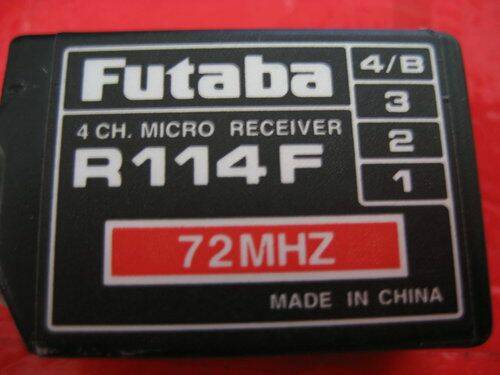 Futaba
4/B
3
4 CH. MICRO RECEIVER
2
R114F
1
72MHZ
MADE IN CHINA